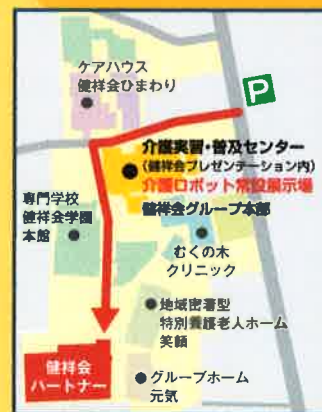 ケアハウス
健祥会ひまわり
P
介護実習・普及センター
(健祥会プレゼンテーション内)
介護ロボット常設展示場
健祥会グループ本部
専門学校
健祥会学園
本館
むくの木
クリニック
地域密着型
特別養護老人ホーム
笑顔
健祥会
ハートナー
グループホーム
元気